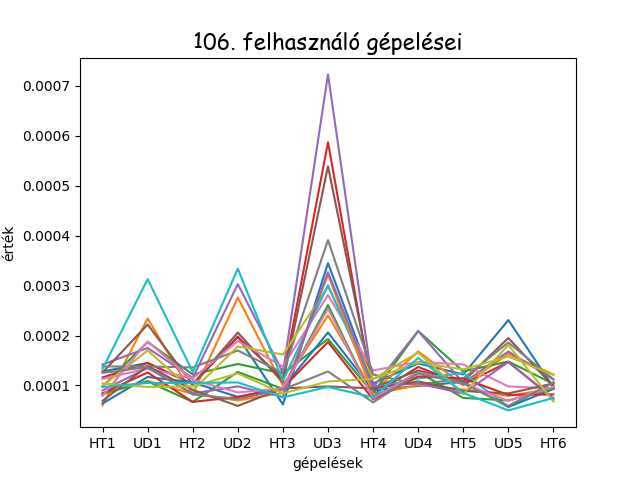 106. felhasználó gépelései
érték
0.0007
0.0006
0.0005
0.0004
0.0003
0.0002
0.0001
HT1 UD1 HT2 UD2 HT3 UD3 HT4 UD4 HT5 UD5 HT6
gépelések